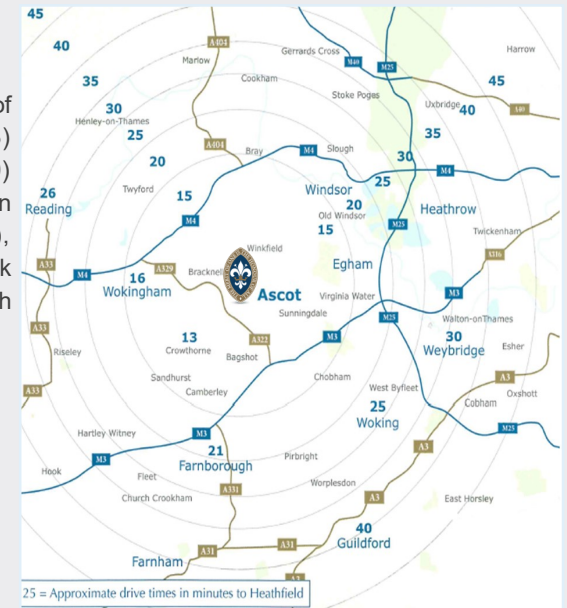 45
A404
40
Gerrards Cross
M40
M25
Harrow
Marlow
Cookham
35
Stoke Poges
45
of
30
Henley-on-Thames
Uxbridge
40
25
35
A404
Bray
M4
Slough
30
20
M4
Twyford
15
Windsor
25
26
Reading
20
Old Windsor
15
Heathrow
n
M4
M25
Twickenham
Winkfield
A316
Egham
A33
M4
A329
Bracknell
16
Wokingham
Ascot
Virginia Water
M3
Sunningdale
M25
Walton-onThames
A33
13
Crowthorne
A322
M3
30
Weybridge
Esher
Riseley
Bagshot
Sandhurst
Chobham
A3
A33
Camberley
West Byfleet
Oxshott
25
Woking
Cobham
Hartley Witney
M3
M25
21
Farnborough
A3
M3
Pirbright
Hook
Fleet
Worplesdon
Church Crookham
A331
A3
East Horsley
40
Guildford
A31
A31
Farnham
25 = Approximate drive times in minutes to Heathfield